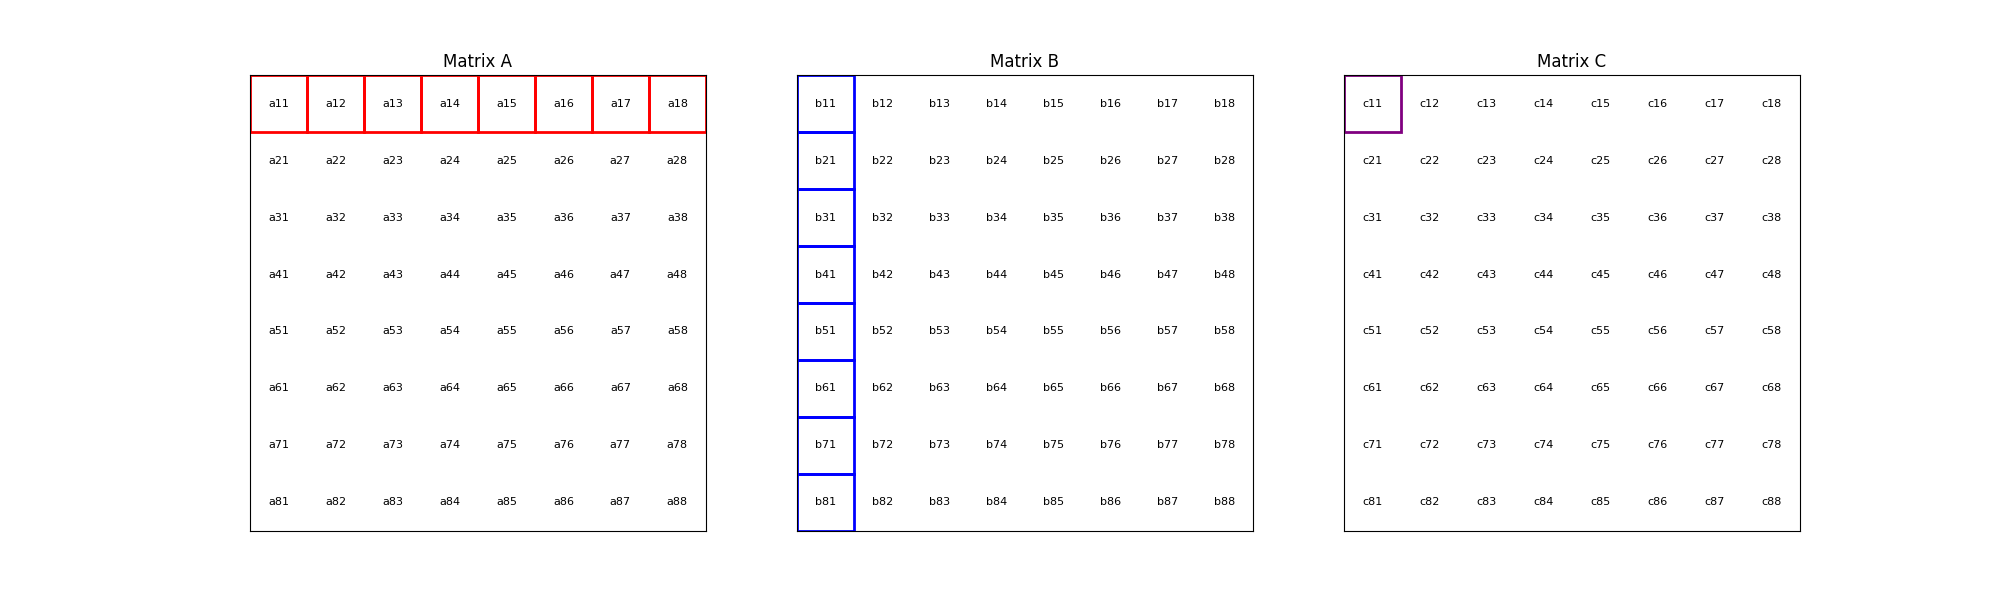 Matrix A Matrix B Matrix C
a11 a12 a13 a14 a15 a16 a17 a18 b11 b12 b13 b14 b15 b16 b17 b18 c11 c12 c13 c14 c15 c16 c17 c18
a21 a22 a23 a24 a25 a26 a27 a28 b21 b22 b23 b24 b25 b26 b27 b28 c21 c22 c23 c24 c25 c26 c27 c28
a31 a32 a33 a34 a35 a36 a37 a38 b31 b32 b33 b34 b35 b36 b37 b38 c31 c32 c33 c34 c35 c36 c37 c38
a41 a42 a43 a44 a45 a46 a47 a48 b41 b42 b43 b44 b45 b46 b47 b48 c41 c42 c43 c44 c45 c46 c47 c48
a51 a52 a53 a54 a55 a56 a57 a58 b51 b52 b53 b54 b55 b56 b57 b58 c51 c52 c53 c54 c55 c56 c57 c58
a61 a62 a63 a64 a65 a66 a67 a68 b61 b62 b63 b64 b65 b66 b67 b68 c61 c62 c63 c64 c65 c66 c67 c68
a71 a72 a73 a74 a75 a76 a77 a78 b71 b72 b73 b74 b75 b76 b77 b78 c71 c72 c73 c74 c75 c76 c77 c78
a81 a82 a83 a84 a85 a86 a87 a88 b81 b82 b83 b84 b85 b86 b87 b88 c81 c82 c83 c84 c85 c86 c87 c88